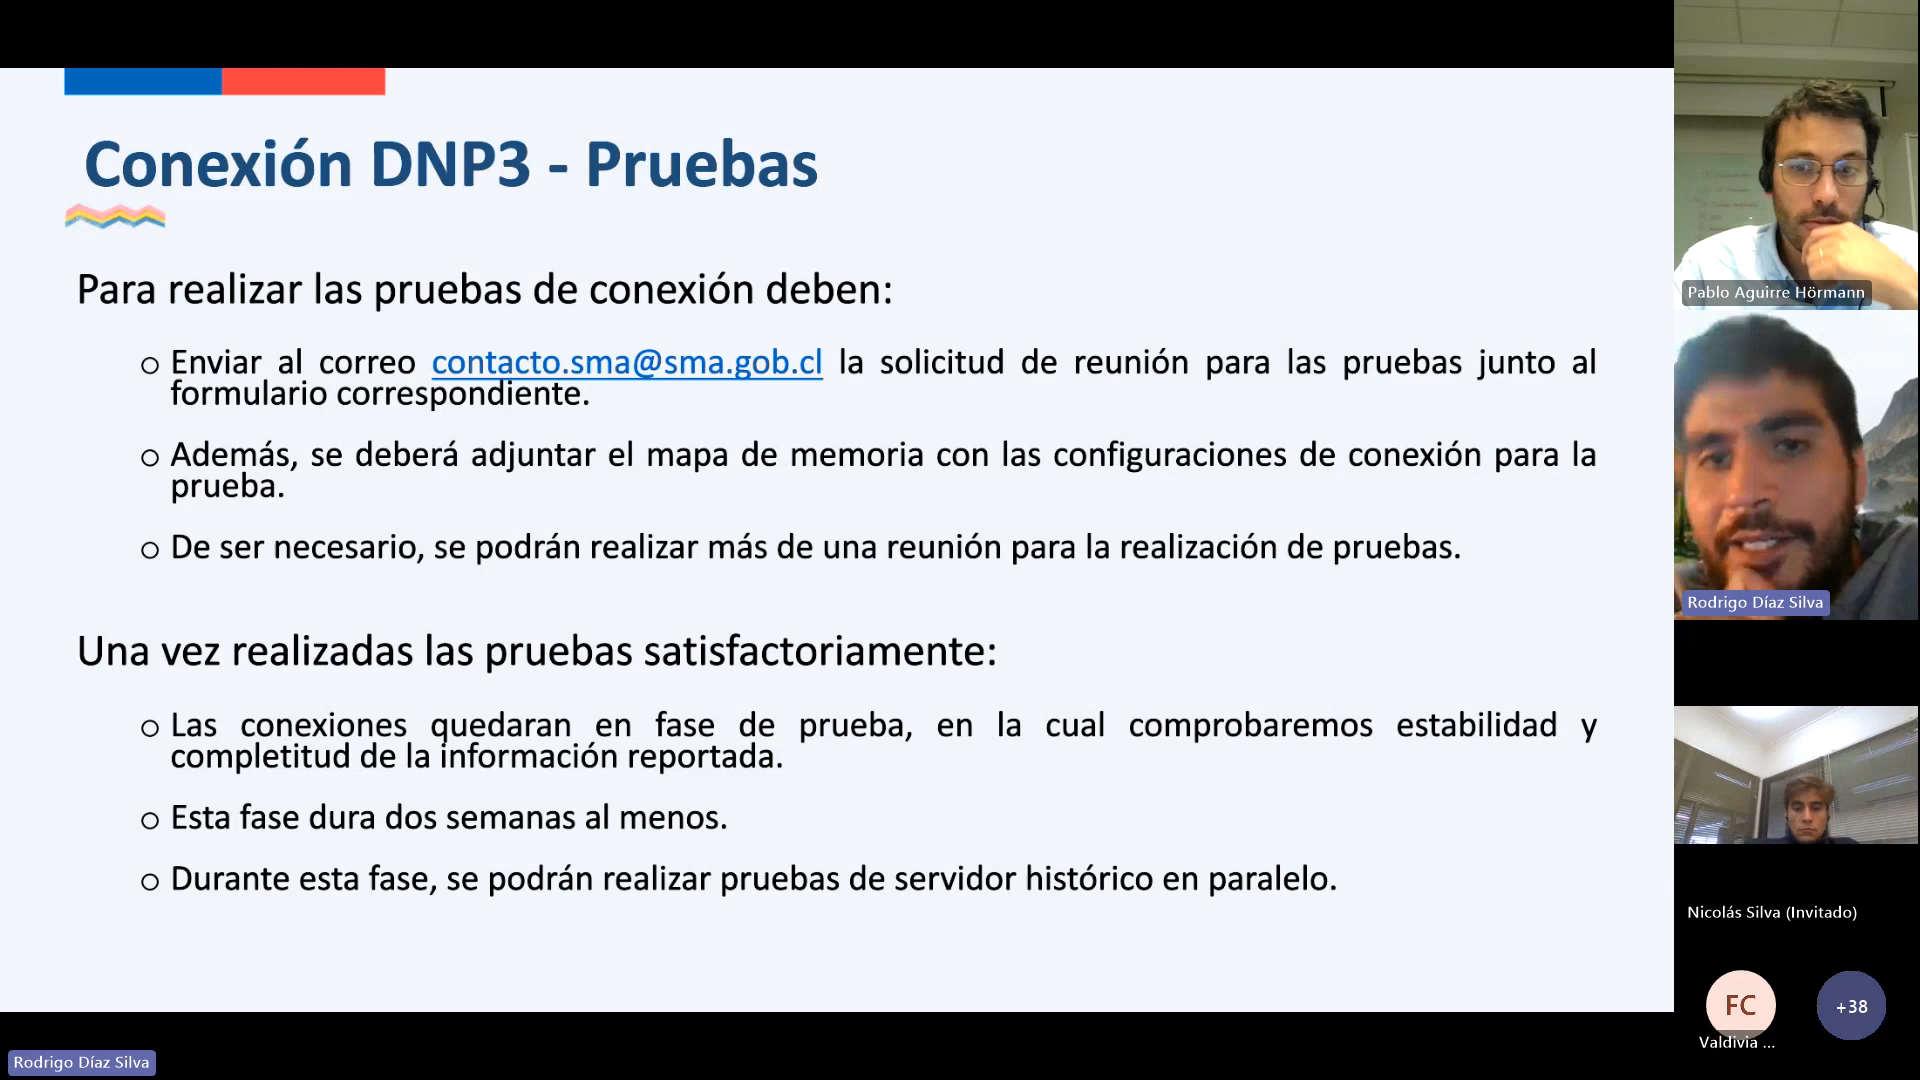 Conexión DNP3 - Pruebas
Para realizar las pruebas de conexión deben:
o Enviar al correo contacto.sma@sma.gob.cl la solicitud de reunión para las pruebas junto al
formulario correspondiente.
o Además, se deberá adjuntar el mapa de memoria con las configuraciones de conexión para la
prueba.
o De ser necesario, se podrán realizar más de una reunión para la realización de pruebas.
Una vez realizadas las pruebas satisfactoriamente:
o Las conexiones quedaran en fase de prueba, en la cual comprobaremos estabilidad y
completitud de la información reportada.
o Esta fase dura dos semanas al menos.
o Durante esta fase, se podrán realizar pruebas de servidor histórico en paralelo.
Pablo Aguirre Hörmann
Rodrigo Díaz Silva
Nicolás Silva (Invitado)
FC
+38
Valdivia ...
Rodrigo Díaz Silva